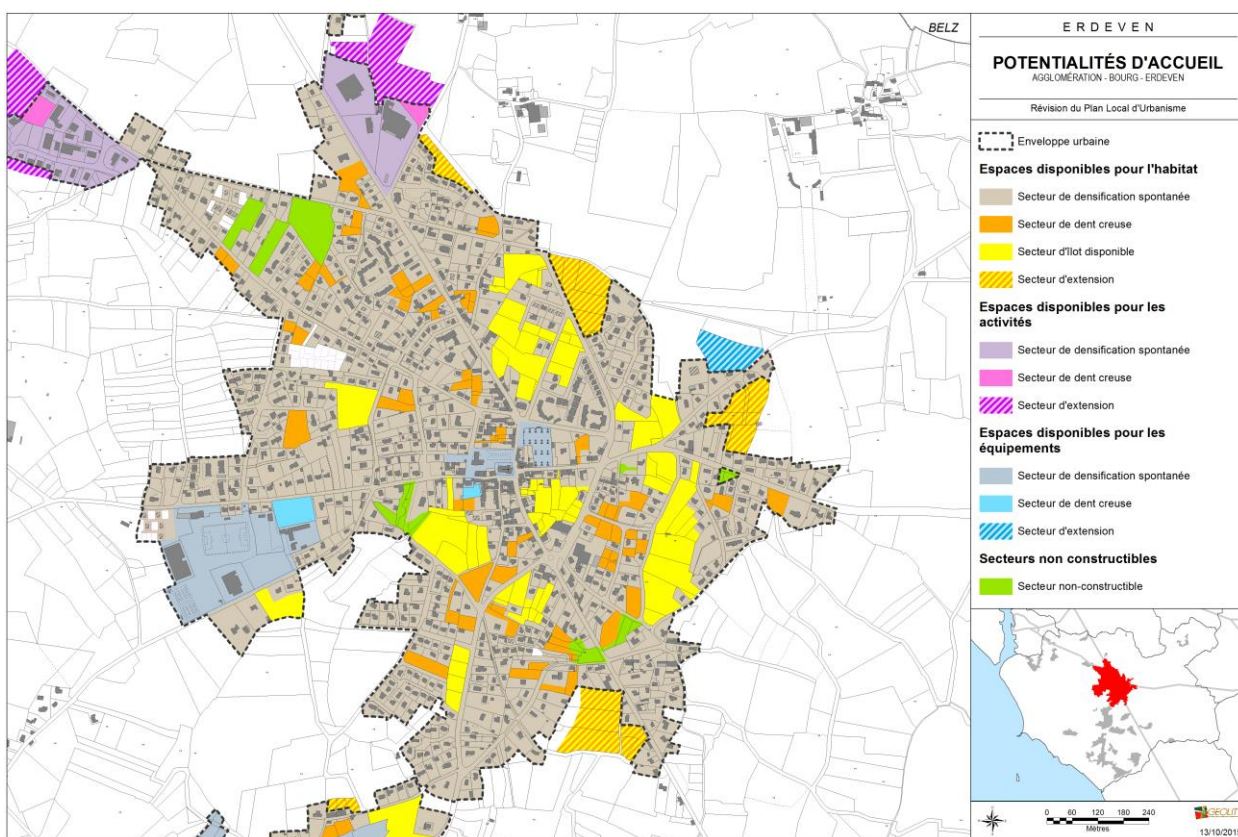 BELZ
ERDEVEN
POTENTIALITÉS D'ACCUEIL
AGGLOMÉRATION - BOURG - ERDEVEN
Révision du Plan Local d'Urbanisme
Enveloppe urbaine
Espaces disponibles pour l'habitat
Secteur de densification spontanée
Secteur de dent creuse
Secteur d'îlot disponible
Secteur d'extension
Espaces disponibles pour les
activités
Secteur de densification spontanée
Secteur de dent creuse
Secteur d'extension
Espaces disponibles pour les
équipements
Secteur de densification spontanée
Secteur de dent creuse
Secteur d'extension
Secteurs non constructibles
Secteur non-constructible
0 60 120 180 240
Mètres
GEOLIT